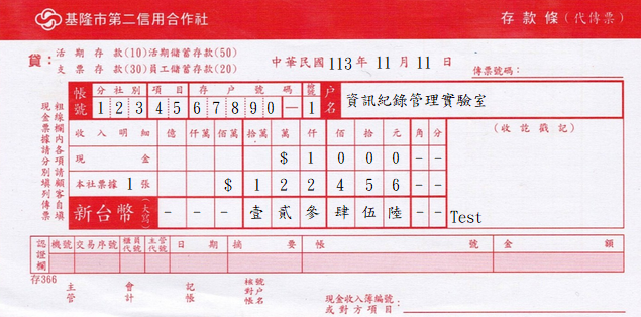 基隆市第二信用合作社
存款條(代傳票)
貸：活期存款(10)活期儲蓄存款(50)
支票存款(30)員工儲蓄存款(20)
中華民國 113 年 11 月 11 日
傳票號碼：
帳號 分社別 項目 存戶號碼 檢號 戶名 資訊紀錄管理實驗室
1 2 3 4 5 6 7 8 9 0 — 1
收入明細 億 仟萬 佰萬 拾萬 萬 仟 佰 拾 元 角 分 (收訖戳記)
現金 $ 1 0 0 0 - -
本社票據 1 張 $ 1 2 2 4 5 6 - -
新台幣(大寫) - - - 壹 貳 參 肆 伍 陸 - - Test
粗線欄內各項請顧客自填
現金票據請分別填列傳票
認證欄 機號 交易序號 櫃員代號 主管代號 日期 摘要 帳號 金額
存366
主管 會計 記帳 核對帳號戶名
現金收入簿編號：
或對方項目